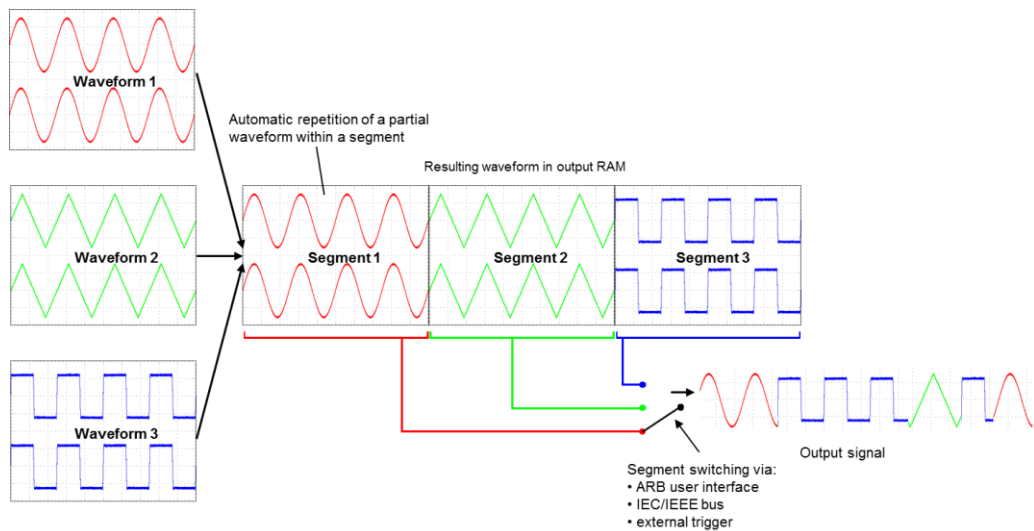 Waveform 1
Automatic repetition of a partial
waveform within a segment
Resulting waveform in output RAM
Waveform 2
Segment 1
Segment 2
Segment 3
Waveform 3
Output signal
Segment switching via:
• ARB user interface
• IEC/IEEE bus
• external trigger